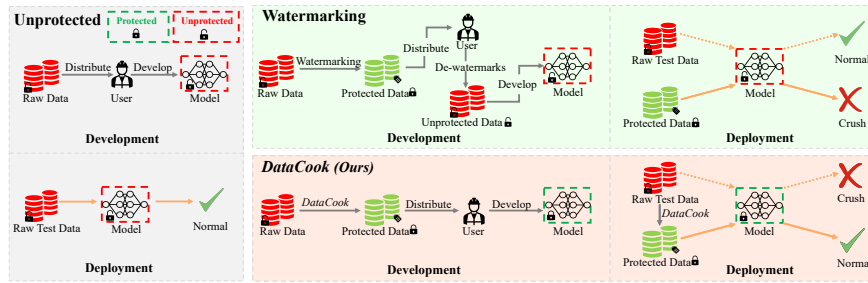 Unprotected
Protected
Unprotected
Distribute
Develop
Raw Data
User
Model
Development
Raw Test Data
Model
Normal
Deployment
Watermarking
User
Watermarking
Distribute
De-watermarks
Develop
Raw Data
Protected Data
Model
Unprotected Data
Development
Raw Test Data
Normal
Model
Protected Data
Crush
Deployment
DataCook (Ours)
DataCook
Distribute
Develop
Raw Data
Protected Data
User
Model
Development
Raw Test Data
Crush
DataCook
Model
Protected Data
Normal
Deployment